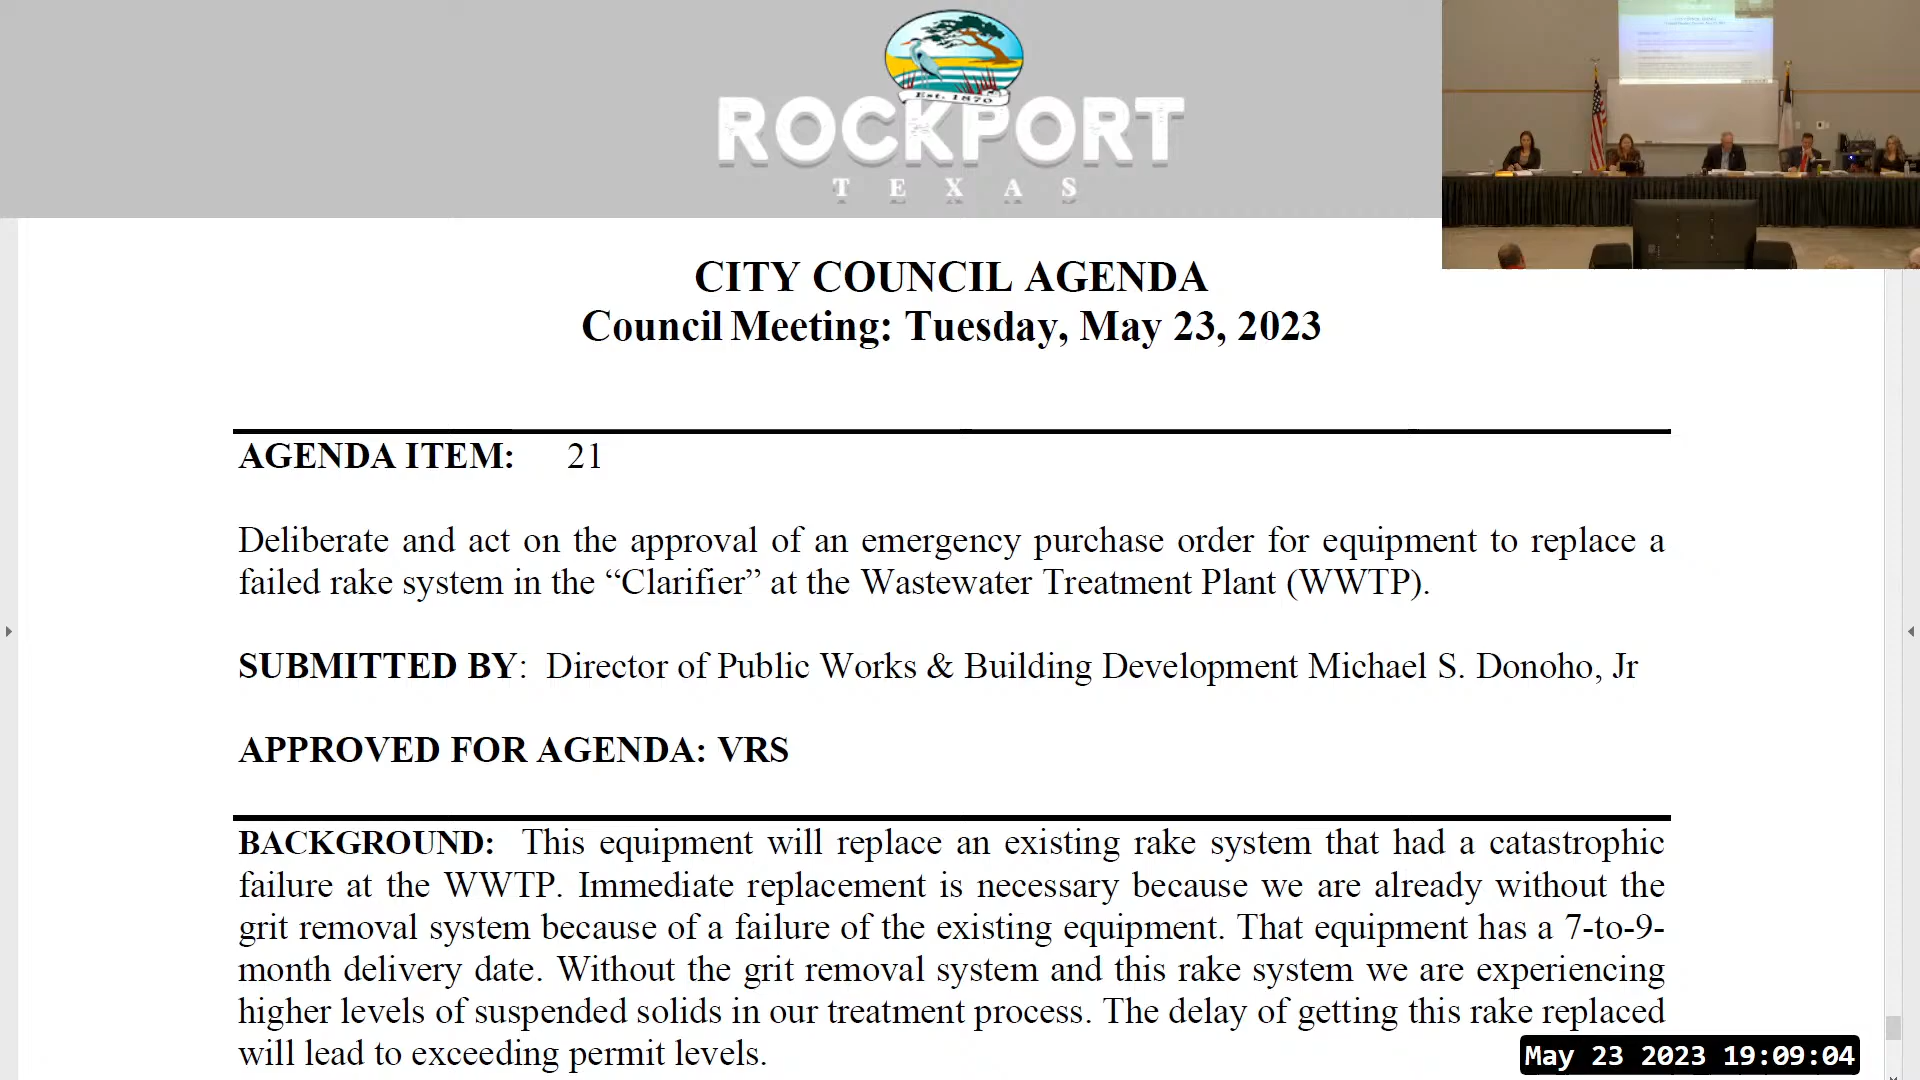 Est. 1870
ROCKPORT
TEXAS
CITY COUNCIL AGENDA
Council Meeting: Tuesday, May 23, 2023
AGENDA ITEM: 21
Deliberate and act on the approval of an emergency purchase order for equipment to replace a
failed rake system in the “Clarifier” at the Wastewater Treatment Plant (WWTP).
SUBMITTED BY: Director of Public Works & Building Development Michael S. Donoho, Jr
APPROVED FOR AGENDA: VRS
BACKGROUND: This equipment will replace an existing rake system that had a catastrophic
failure at the WWTP. Immediate replacement is necessary because we are already without the
grit removal system because of a failure of the existing equipment. That equipment has a 7-to-9-
month delivery date. Without the grit removal system and this rake system we are experiencing
higher levels of suspended solids in our treatment process. The delay of getting this rake replaced
will lead to exceeding permit levels.
May 23 2023 19:09:04